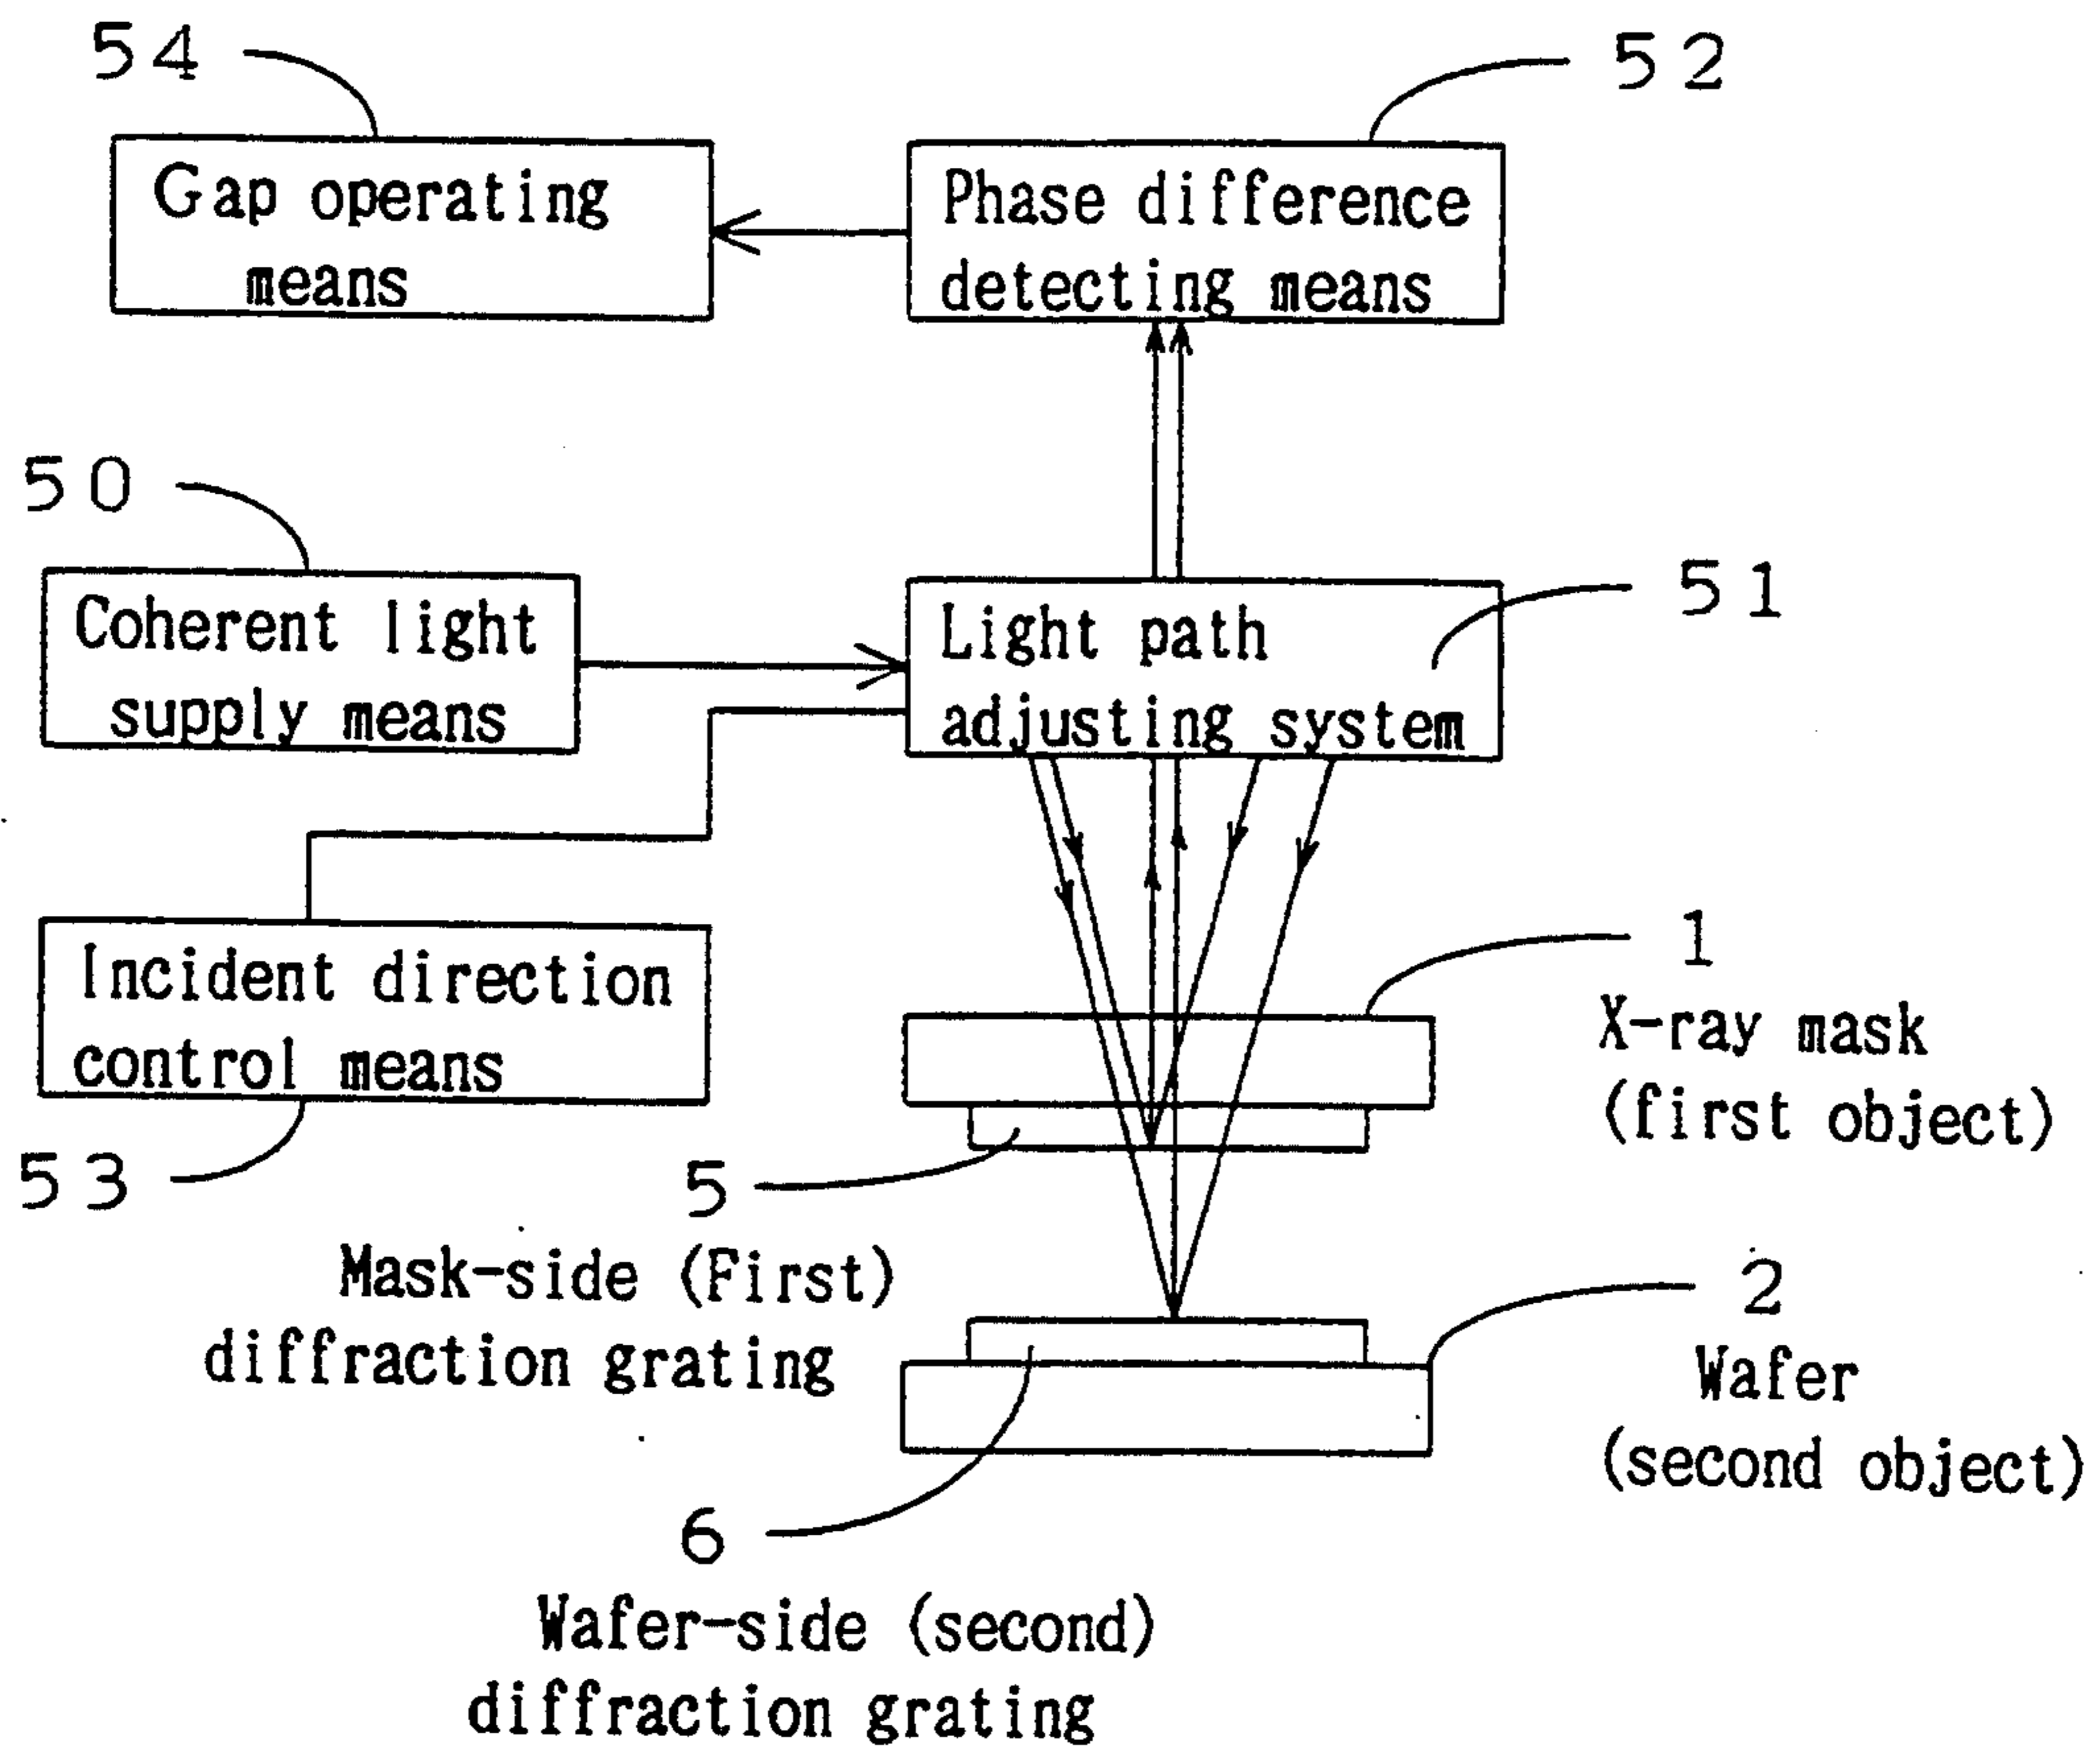 54
52
Gap operating
means
Phase difference
detecting means
50
51
Coherent light
supply means
Light path
adjusting system
Incident direction
control means
53
1
X-ray mask
(first object)
5
Mask-side (First)
diffraction grating
2
Wafer
(second object)
6
Wafer-side (second)
diffraction grating